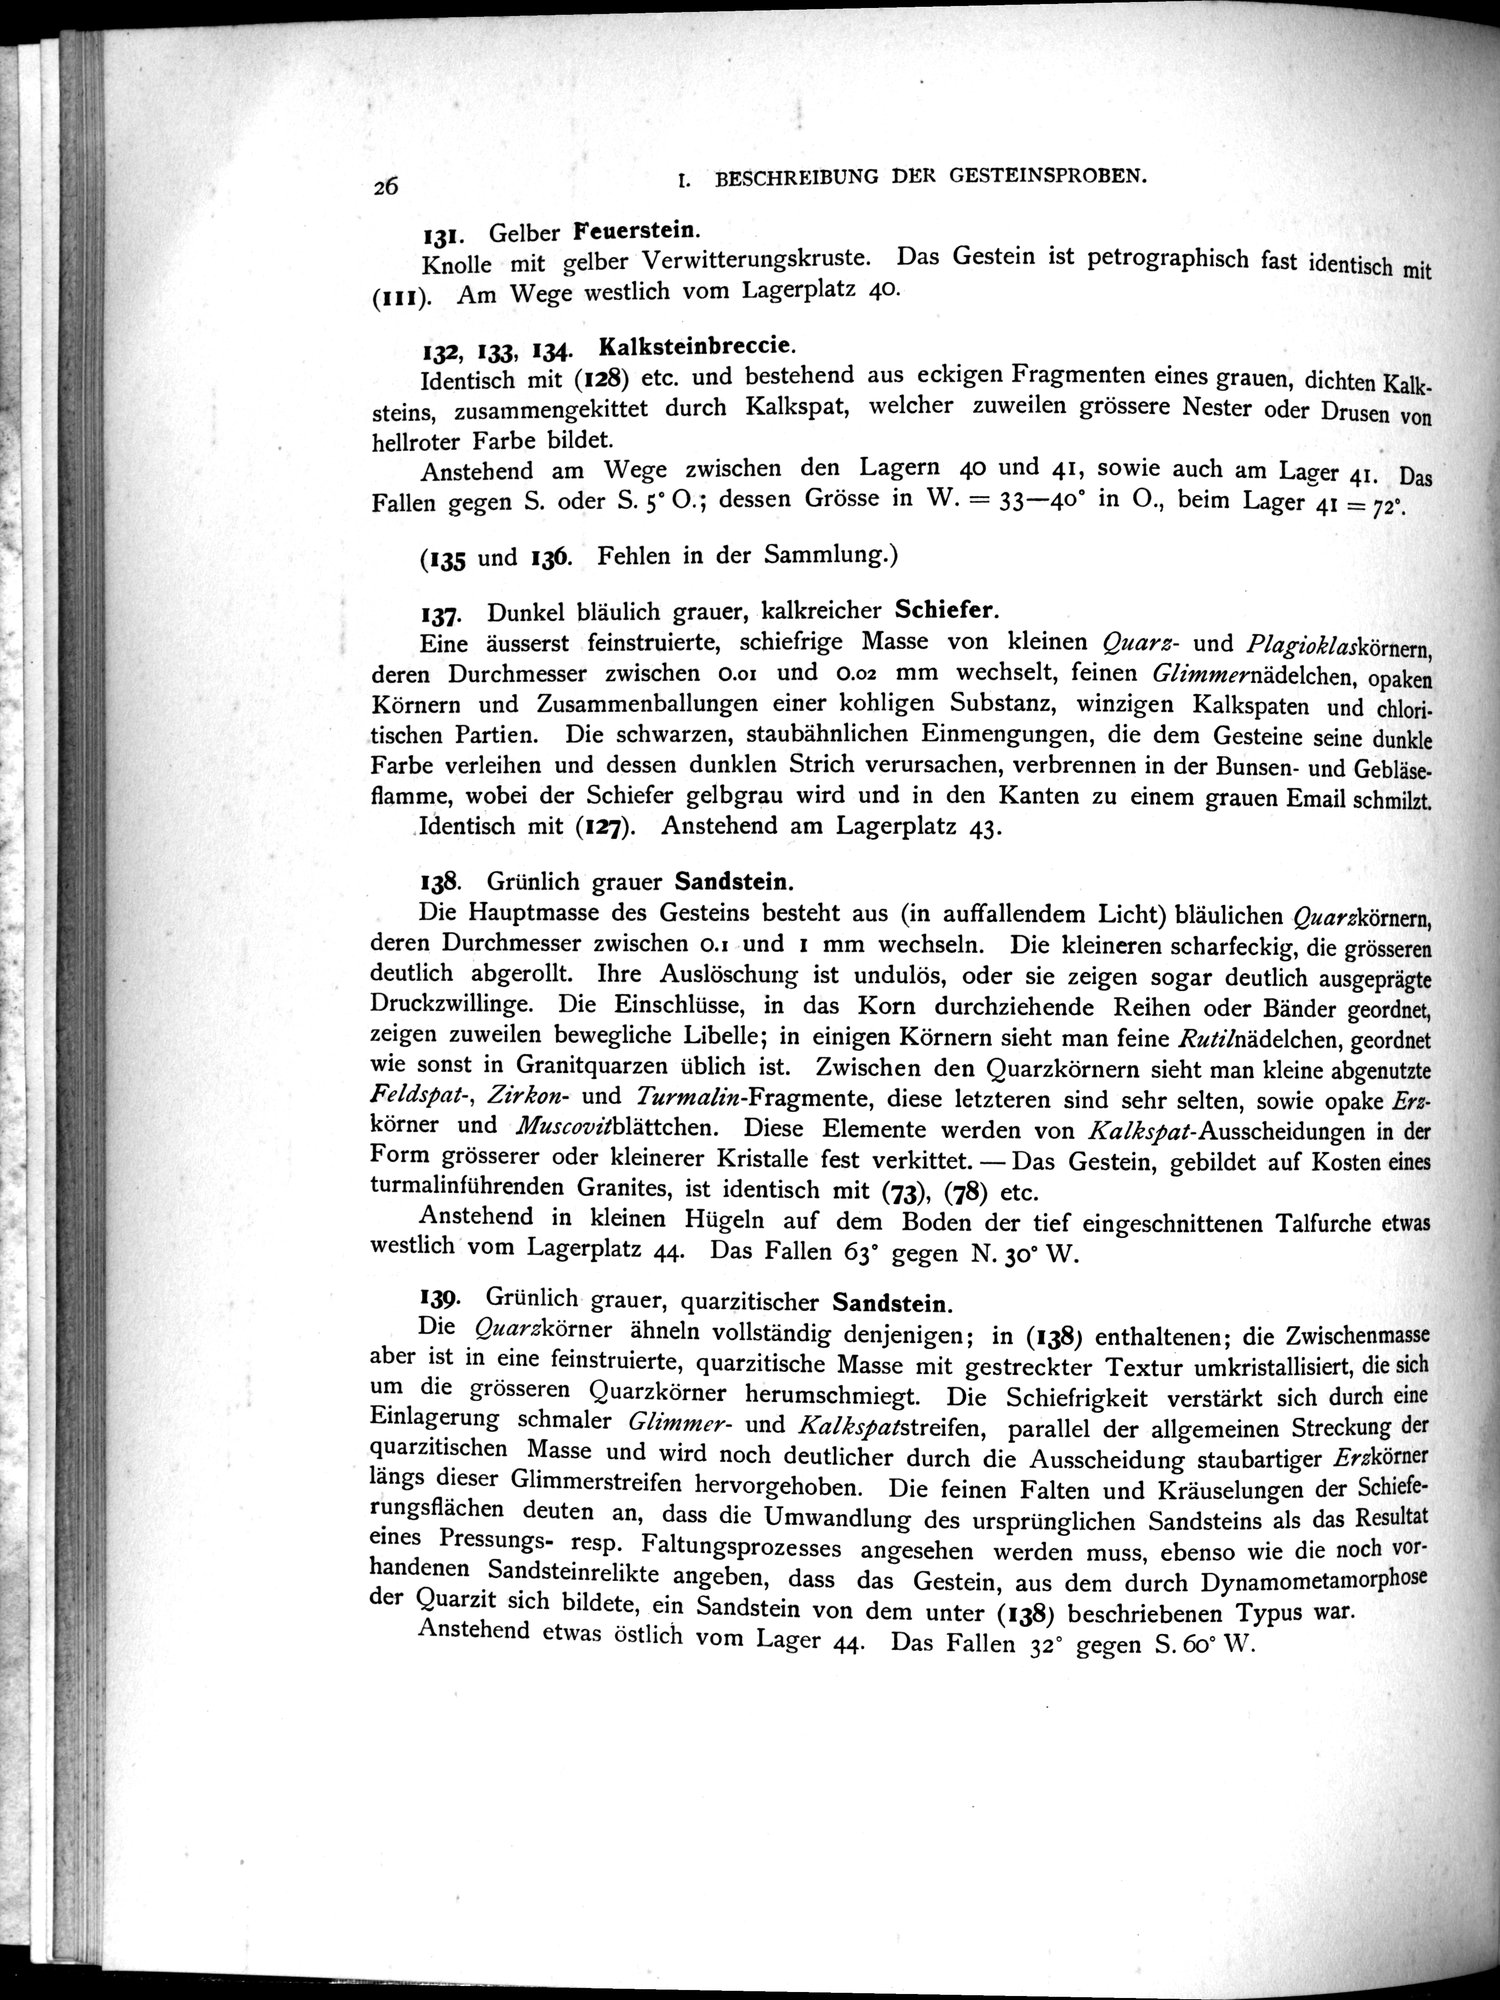 26
I. BESCHREIBUNG DER GESTEINSPROBEN.
131. Gelber Feuerstein.
Knolle mit gelber Verwitterungskruste. Das Gestein ist petrographisch fast identisch mit
(111). Am Wege westlich vom Lagerplatz 40.
132, 133, 134. Kalksteinbreccie.
Identisch mit (128) etc. und bestehend aus eckigen Fragmenten eines grauen, dichten Kalk-
steins, zusammengekittet durch Kalkspat, welcher zuweilen grössere Nester oder Drusen von
hellroter Farbe bildet.
Anstehend am Wege zwischen den Lagern 40 und 41, sowie auch am Lager 41. Das
Fallen gegen S. oder S. 5° O.; dessen Grösse in W. = 33—40° in O., beim Lager 41 = 72°.
(135 und 136. Fehlen in der Sammlung.)
137. Dunkel bläulich grauer, kalkreicher Schiefer.
Eine äusserst feinstruierte, schiefrige Masse von kleinen Quarz- und Plagioklaskörnern,
deren Durchmesser zwischen 0.01 und 0.02 mm wechselt, feinen Glimmernädelchen, opaken
Körnern und Zusammenballungen einer kohligen Substanz, winzigen Kalkspaten und chlori-
tischen Partien. Die schwarzen, staubähnlichen Einmengungen, die dem Gesteine seine dunkle
Farbe verleihen und dessen dunklen Strich verursachen, verbrennen in der Bunsen- und Gebläse-
flamme, wobei der Schiefer gelbgrau wird und in den Kanten zu einem grauen Email schmilzt.
Identisch mit (127). Anstehend am Lagerplatz 43.
138. Grünlich grauer Sandstein.
Die Hauptmasse des Gesteins besteht aus (in auffallendem Licht) bläulichen Quarzkörnern,
deren Durchmesser zwischen 0.1 und 1 mm wechseln. Die kleineren scharfeckig, die grösseren
deutlich abgerollt. Ihre Auslöschung ist undulös, oder sie zeigen sogar deutlich ausgeprägte
Druckzwillinge. Die Einschlüsse, in das Korn durchziehende Reihen oder Bänder geordnet,
zeigen zuweilen bewegliche Libelle; in einigen Körnern sieht man feine Rutilnädelchen, geordnet
wie sonst in Granitquarzen üblich ist. Zwischen den Quarzkörnern sieht man kleine abgenutzte
Feldspat-, Zirkon- und Turmalin-Fragmente, diese letzteren sind sehr selten, sowie opake Erz-
körner und Muscovitblättchen. Diese Elemente werden von Kalkspat-Ausscheidungen in der
Form grösserer oder kleinerer Kristalle fest verkittet. — Das Gestein, gebildet auf Kosten eines
turmalinführenden Granites, ist identisch mit (73), (78) etc.
Anstehend in kleinen Hügeln auf dem Boden der tief eingeschnittenen Talfurche etwas
westlich vom Lagerplatz 44. Das Fallen 63° gegen N. 30° W.
139. Grünlich grauer, quarzitischer Sandstein.
Die Quarzkörner ähneln vollständig denjenigen; in (138) enthaltenen; die Zwischenmasse
aber ist in eine feinstruierte, quarzitische Masse mit gestreckter Textur umkristallisiert, die sich
um die grösseren Quarzkörner herumschmiegt. Die Schiefrigkeit verstärkt sich durch eine
Einlagerung schmaler Glimmer- und Kalkspatstreifen, parallel der allgemeinen Streckung der
quarzitischen Masse und wird noch deutlicher durch die Ausscheidung staubartiger Erzkörner
längs dieser Glimmerstreifen hervorgehoben. Die feinen Falten und Kräuselungen der Schiefe-
rungsflächen deuten an, dass die Umwandlung des ursprünglichen Sandsteins als das Resultat
eines Pressungs- resp. Faltungsprozesses angesehen werden muss, ebenso wie die noch vor-
handenen Sandsteinrelikte angeben, dass das Gestein, aus dem durch Dynamometamorphose
der Quarzit sich bildete, ein Sandstein von dem unter (138) beschriebenen Typus war.
Anstehend etwas östlich vom Lager 44. Das Fallen 32° gegen S. 60° W.